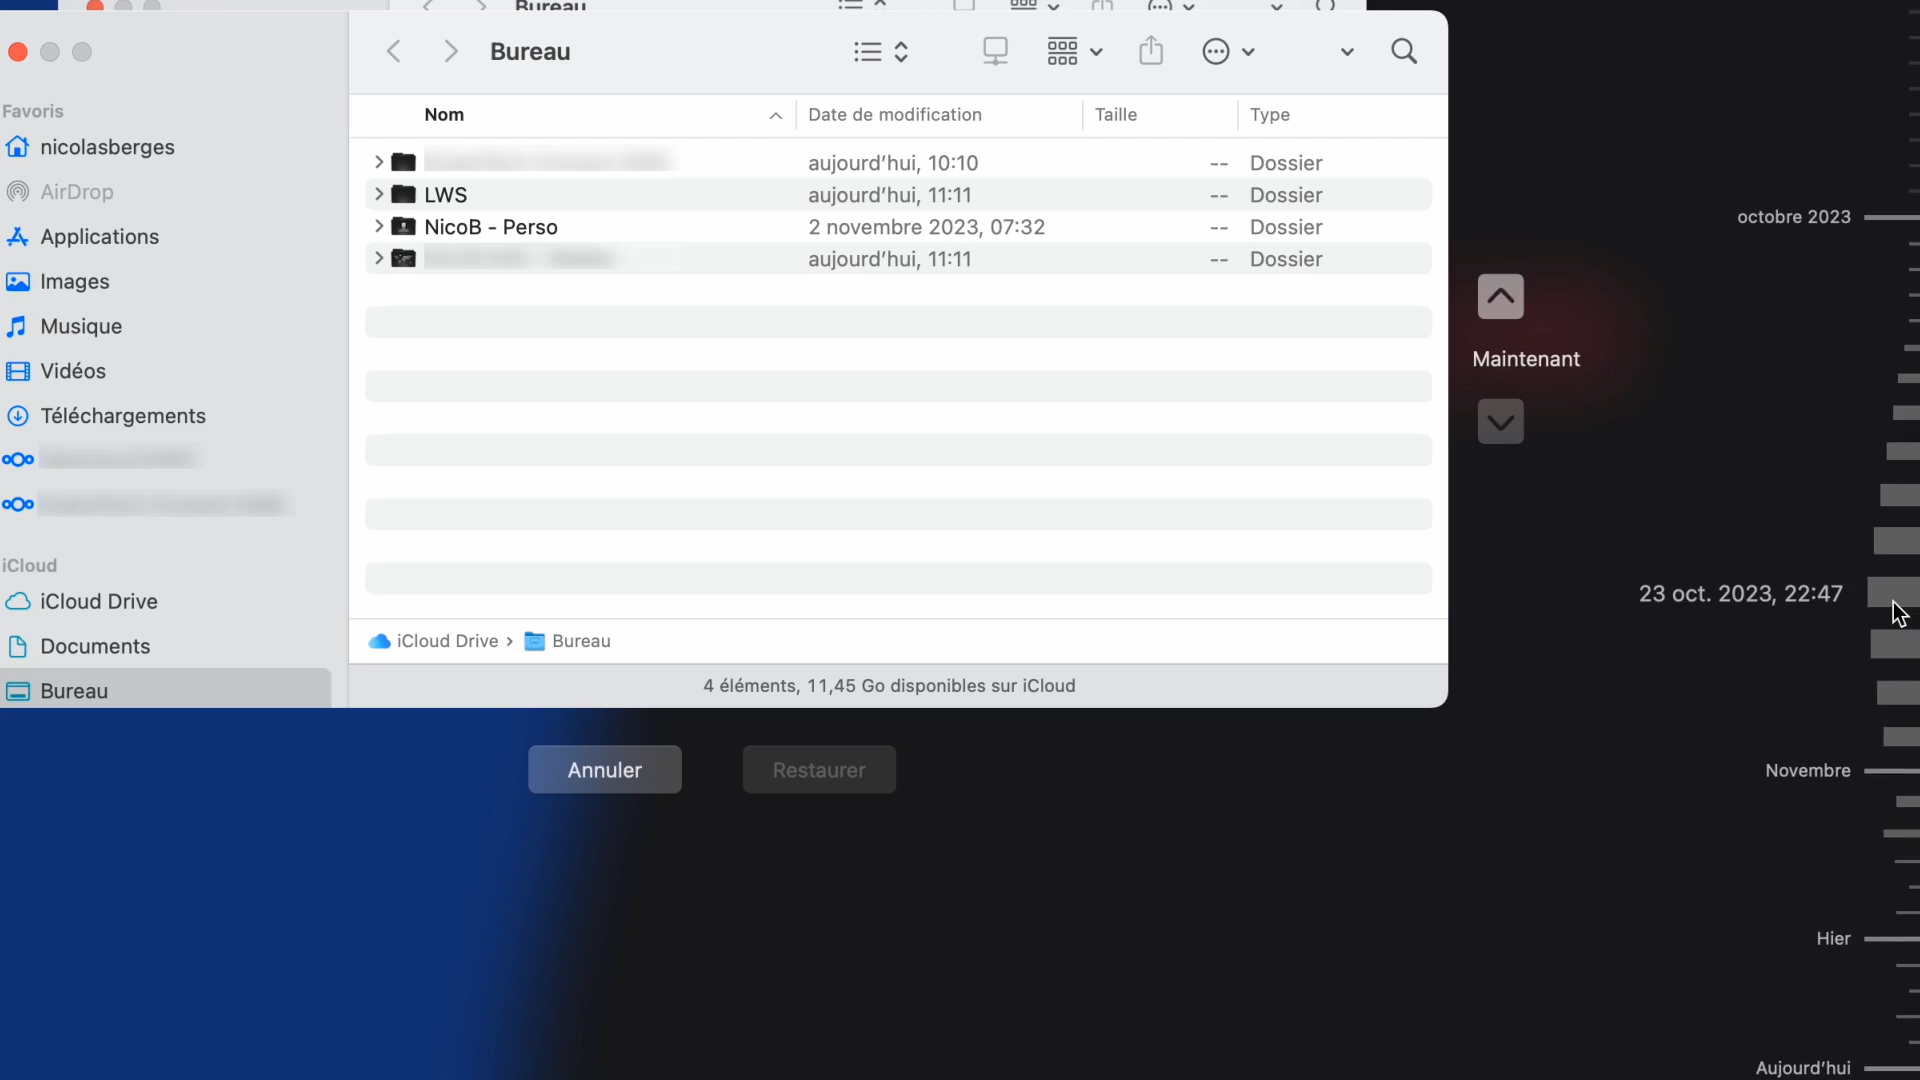 Bureau
Bureau
Favoris
nicolasberges
AirDrop
Applications
Images
Musique
Vidéos
Téléchargements
iCloud
iCloud Drive
Documents
Bureau
Nom
Date de modification
Taille
Type
aujourd'hui, 10:10
-- Dossier
LWS
aujourd'hui, 11:11
-- Dossier
NicoB - Perso
2 novembre 2023, 07:32
-- Dossier
aujourd'hui, 11:11
-- Dossier
iCloud Drive › Bureau
4 éléments, 11,45 Go disponibles sur iCloud
Annuler
Restaurer
Maintenant
octobre 2023
23 oct. 2023, 22:47
Novembre
Hier
Aujourd'hui